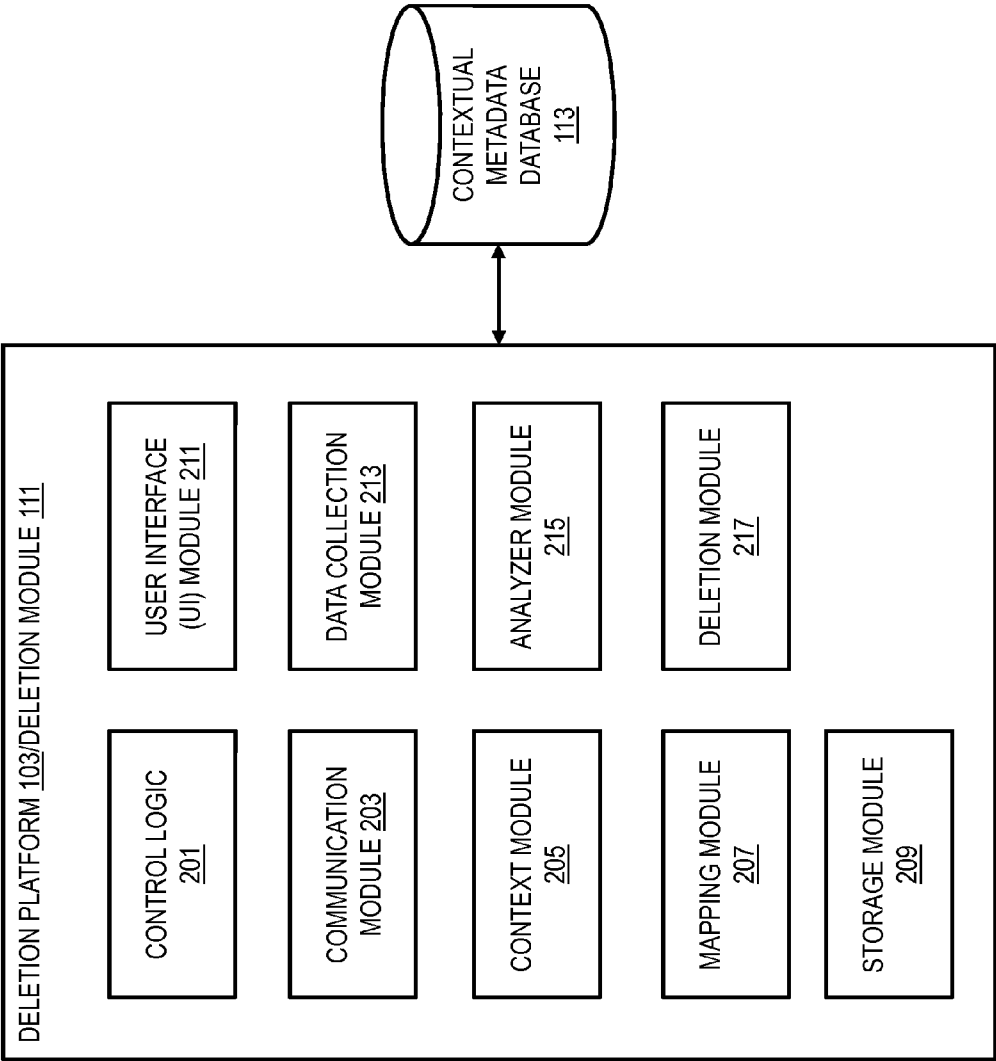 DELETION PLATFORM 103/DELETION MODULE 111
CONTROL LOGIC
201
COMMUNICATION
MODULE 203
CONTEXT MODULE
205
MAPPING MODULE
207
STORAGE MODULE
209
USER INTERFACE
(UI) MODULE 211
DATA COLLECTION
MODULE 213
ANALYZER MODULE
215
DELETION MODULE
217
CONTEXTUAL
METADATA
DATABASE
113